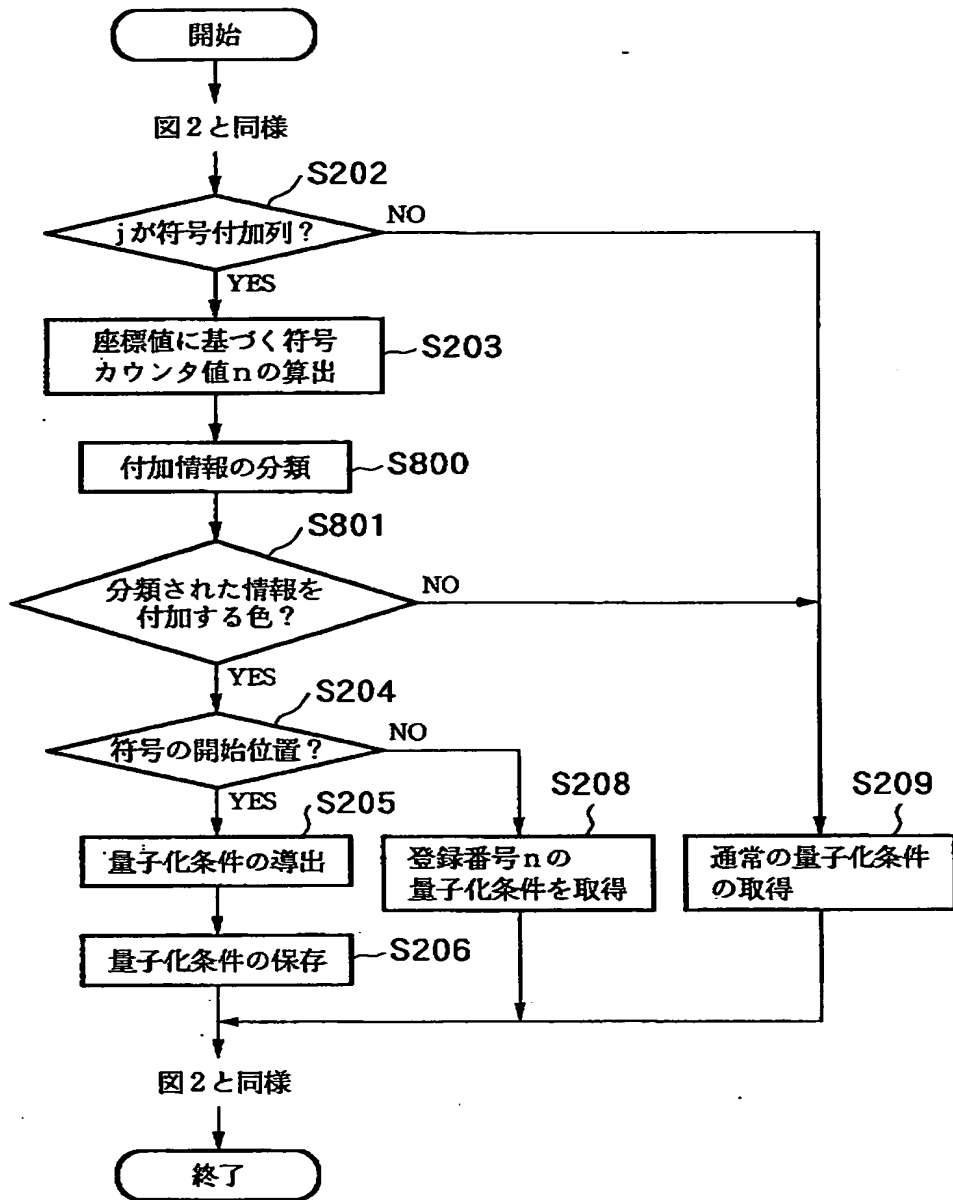 開始
図2と同様
S202
jが符号付加列?
NO
YES
座標値に基づく符号
カウンタ値nの算出
S203
付加情報の分類
S800
S801
分類された情報を
付加する色?
NO
YES
S204
符号の開始位置?
NO
YES
S205
量子化条件の導出
S208
登録番号nの
量子化条件を取得
S209
通常の量子化条件
の取得
量子化条件の保存
S206
図2と同様
終了